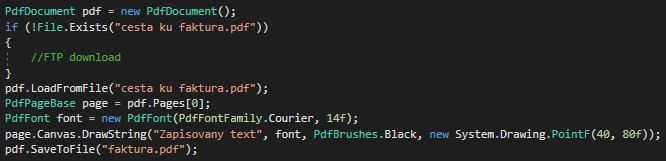 PdfDocument pdf = new PdfDocument();
if (!File.Exists("cesta ku faktura.pdf"))
{
//FTP download
}
pdf.LoadFromFile("cesta ku faktura.pdf");
PdfPageBase page = pdf.Pages[0];
PdfFont font = new PdfFont(PdfFontFamily.Courier, 14f);
page.Canvas.DrawString("Zapisovany text", font, PdfBrushes.Black, new System.Drawing.PointF(40, 80f));
pdf.SaveToFile("faktura.pdf");